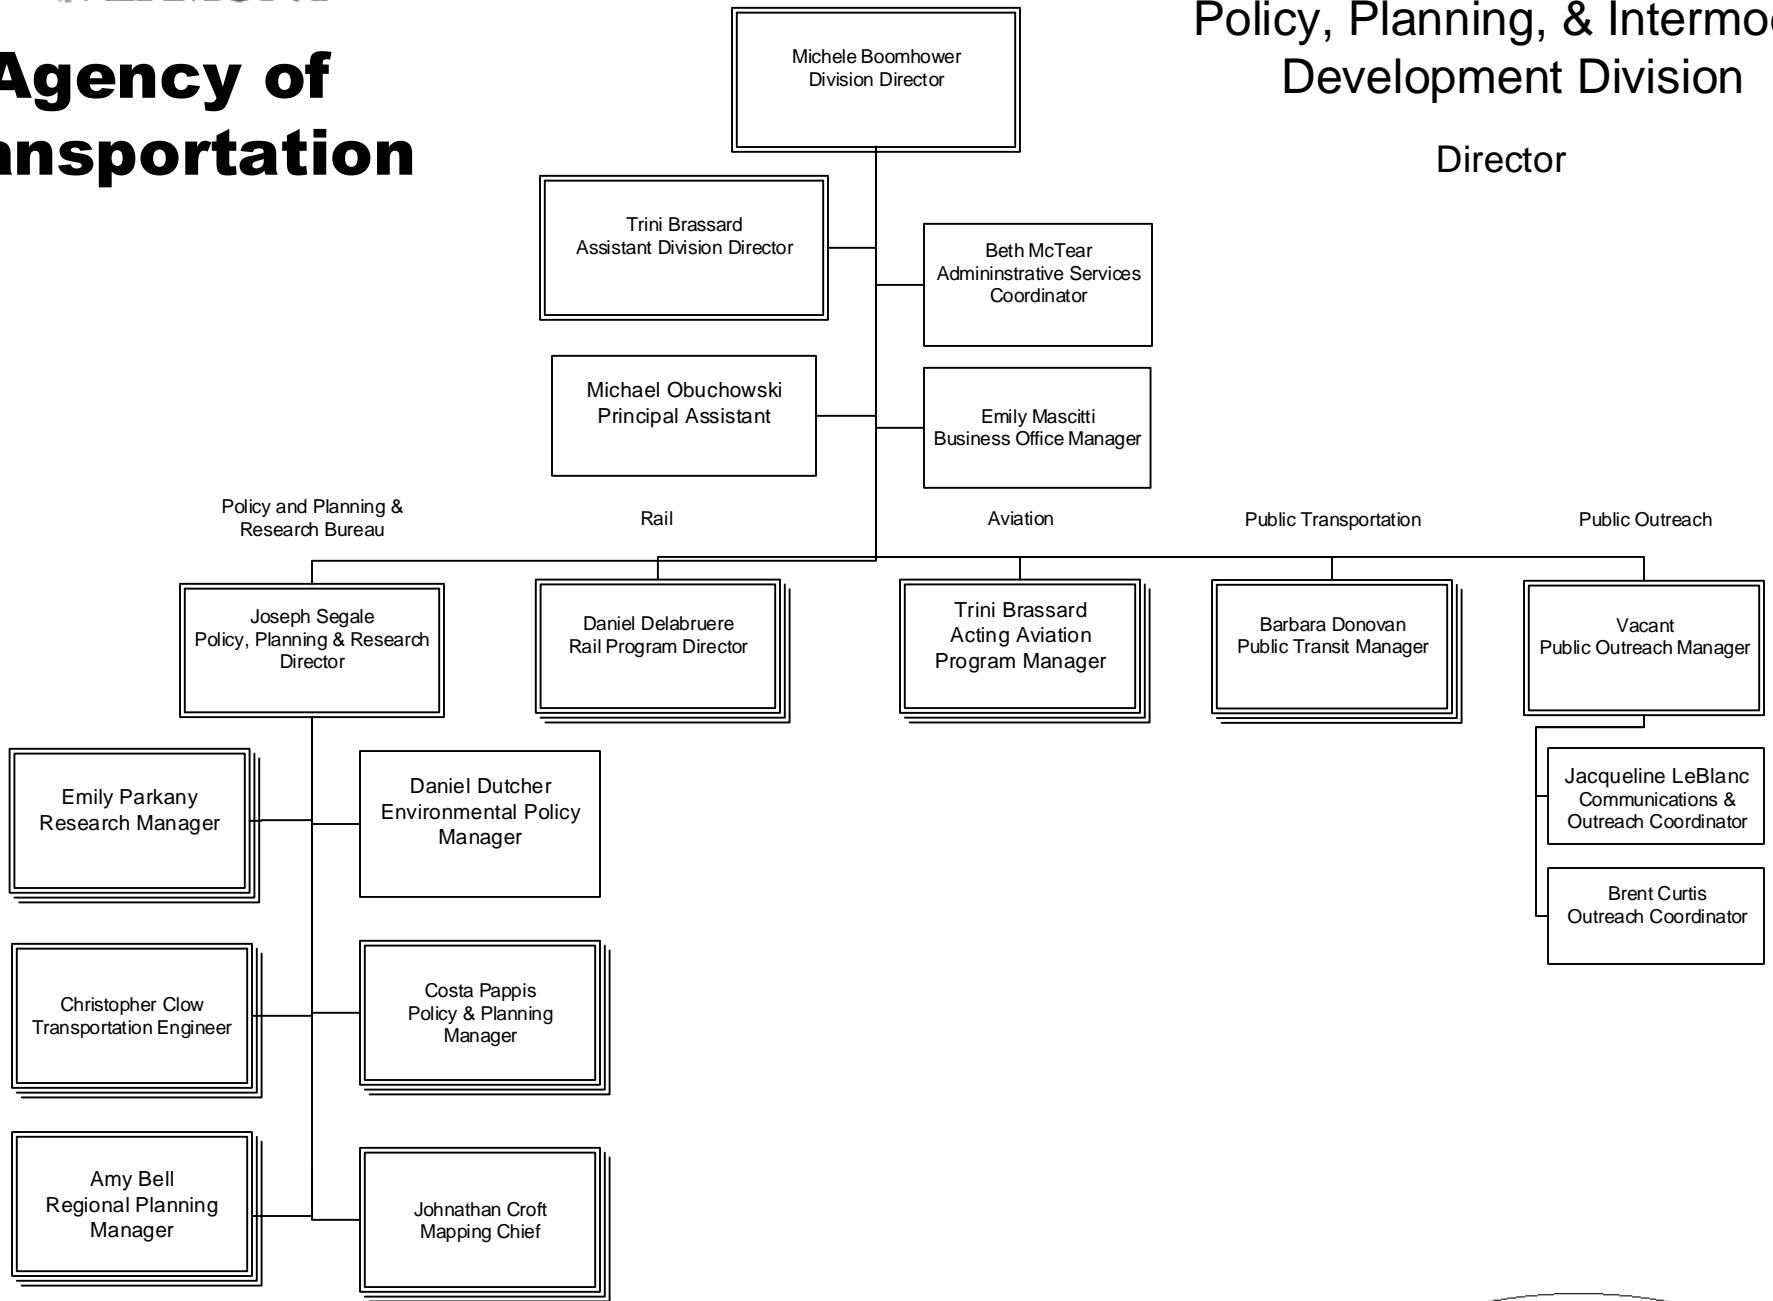 Agency of
ansportation
Policy, Planning, & Intermo
Development Division
Director
Michele Boomhower
Division Director
Trini Brassard
Assistant Division Director
Beth McTear
Admininstrative Services
Coordinator
Michael Obuchowski
Principal Assistant
Emily Mascitti
Business Office Manager
Policy and Planning &
Research Bureau
Rail
Aviation
Public Transportation
Public Outreach
Joseph Segale
Policy, Planning & Research
Director
Daniel Delabruere
Rail Program Director
Trini Brassard
Acting Aviation
Program Manager
Barbara Donovan
Public Transit Manager
Vacant
Public Outreach Manager
Emily Parkany
Research Manager
Daniel Dutcher
Environmental Policy
Manager
Jacqueline LeBlanc
Communications &
Outreach Coordinator
Brent Curtis
Outreach Coordinator
Christopher Clow
Transportation Engineer
Costa Pappis
Policy & Planning
Manager
Amy Bell
Regional Planning
Manager
Johnathan Croft
Mapping Chief